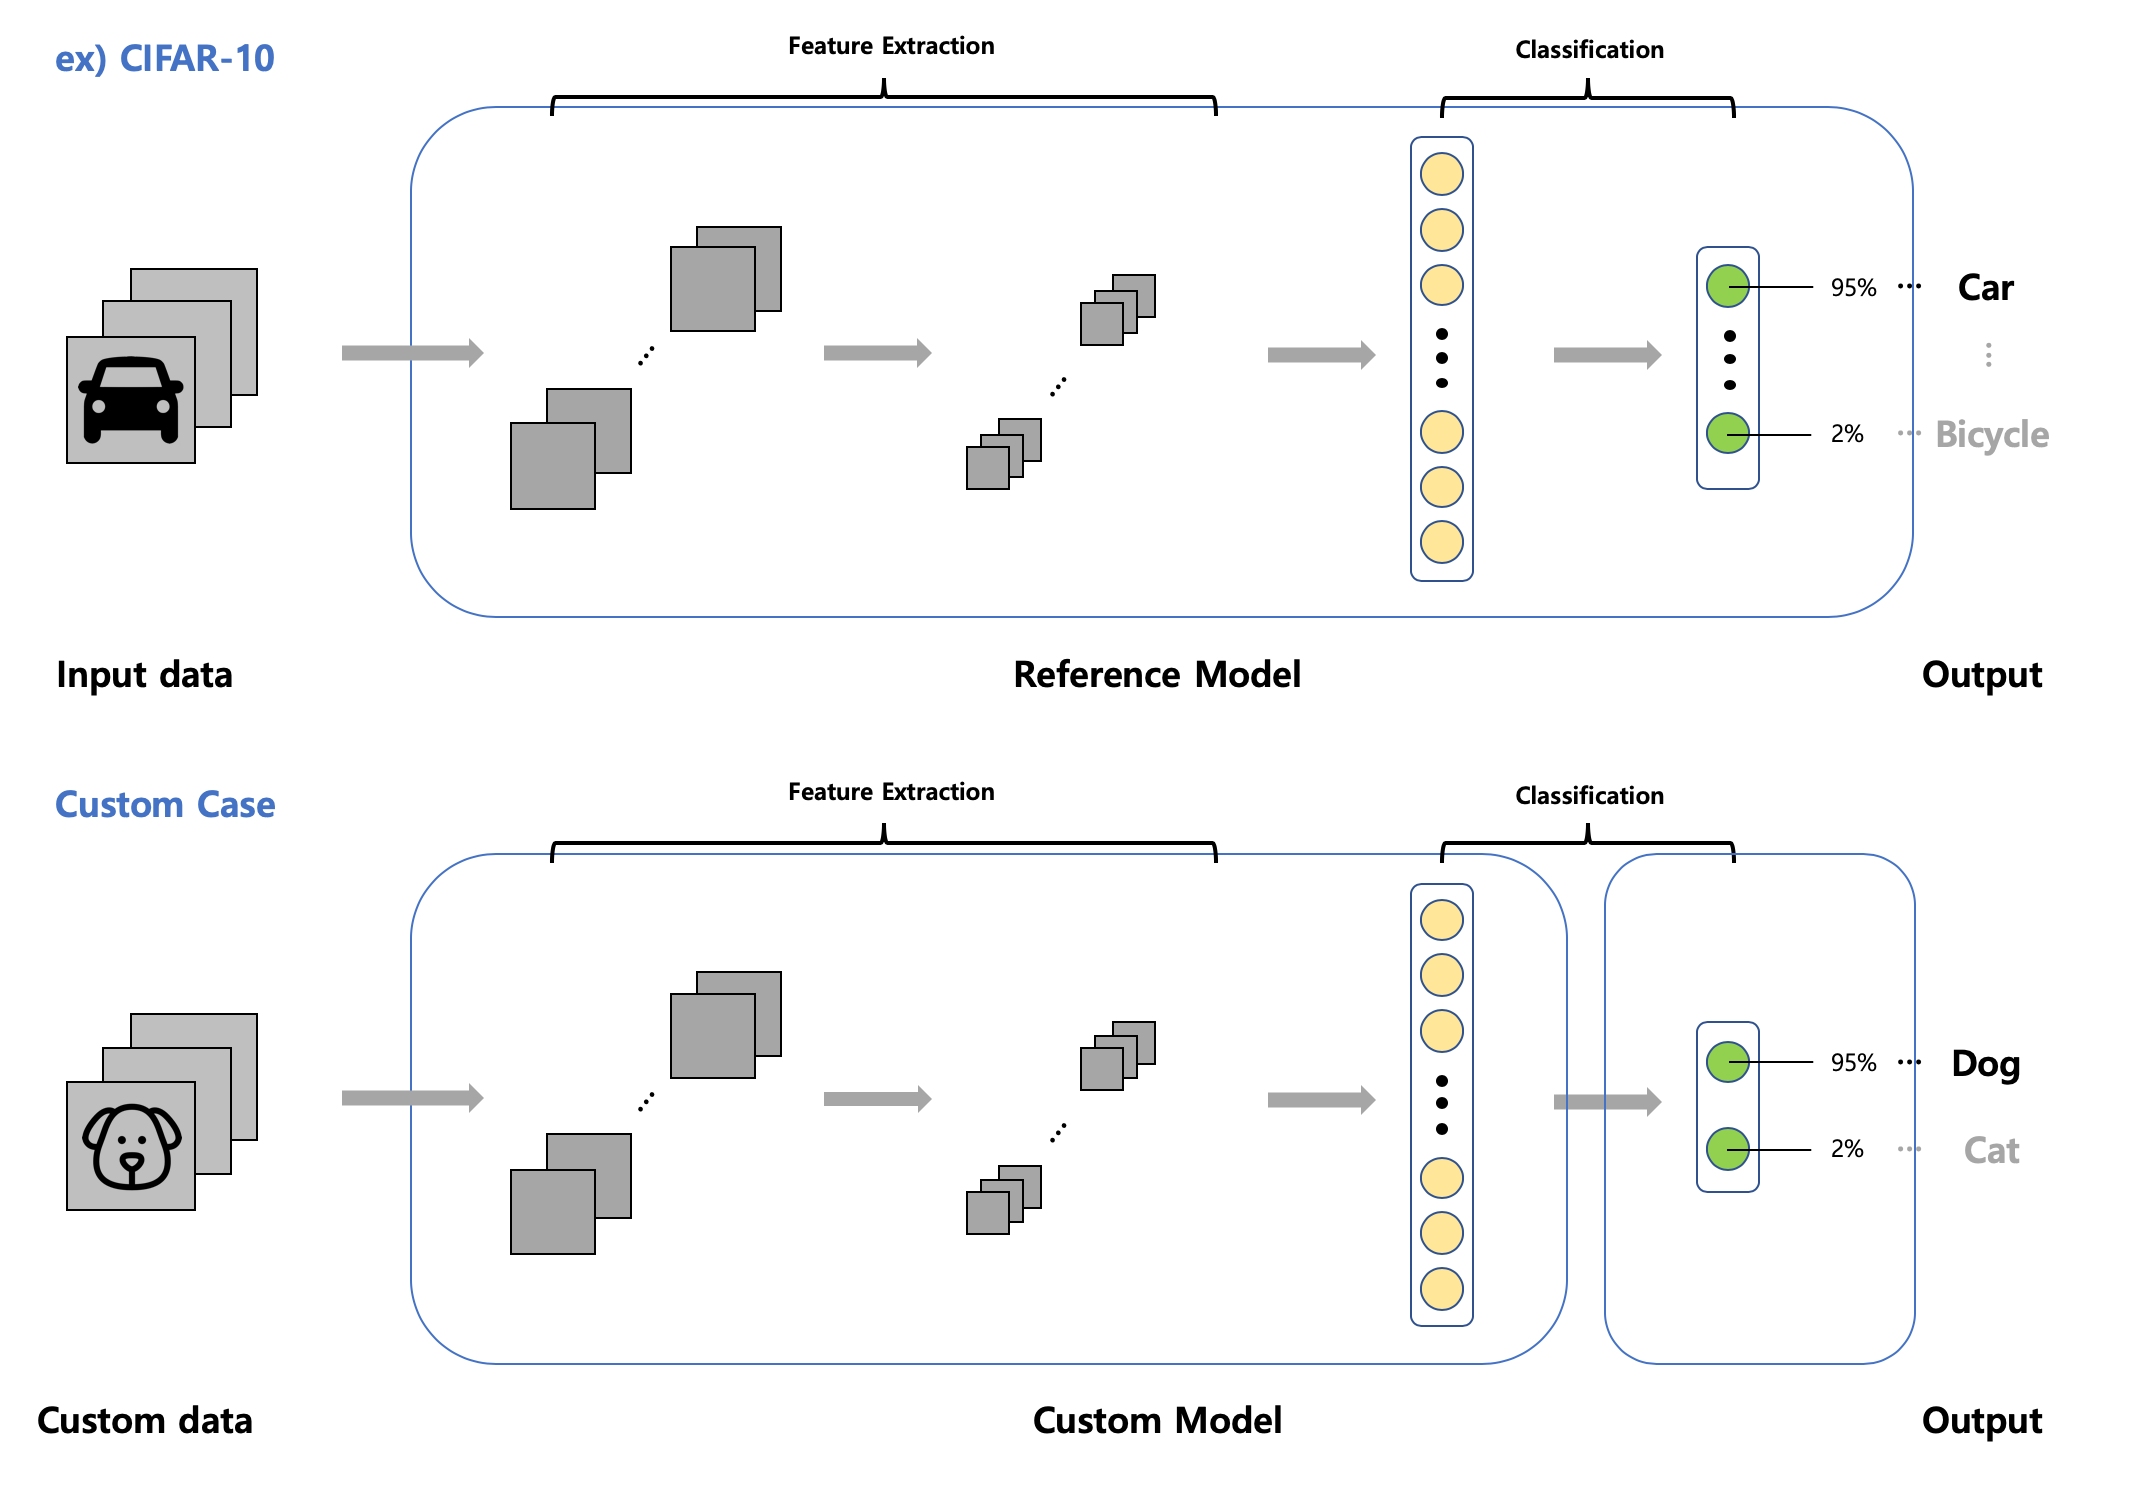 ex) CIFAR-10
Feature Extraction
Classification
95% ··· Car
⋮
2% ··· Bicycle
Input data
Reference Model
Output
Custom Case
Feature Extraction
Classification
95% ··· Dog
2% ··· Cat
Custom data
Custom Model
Output